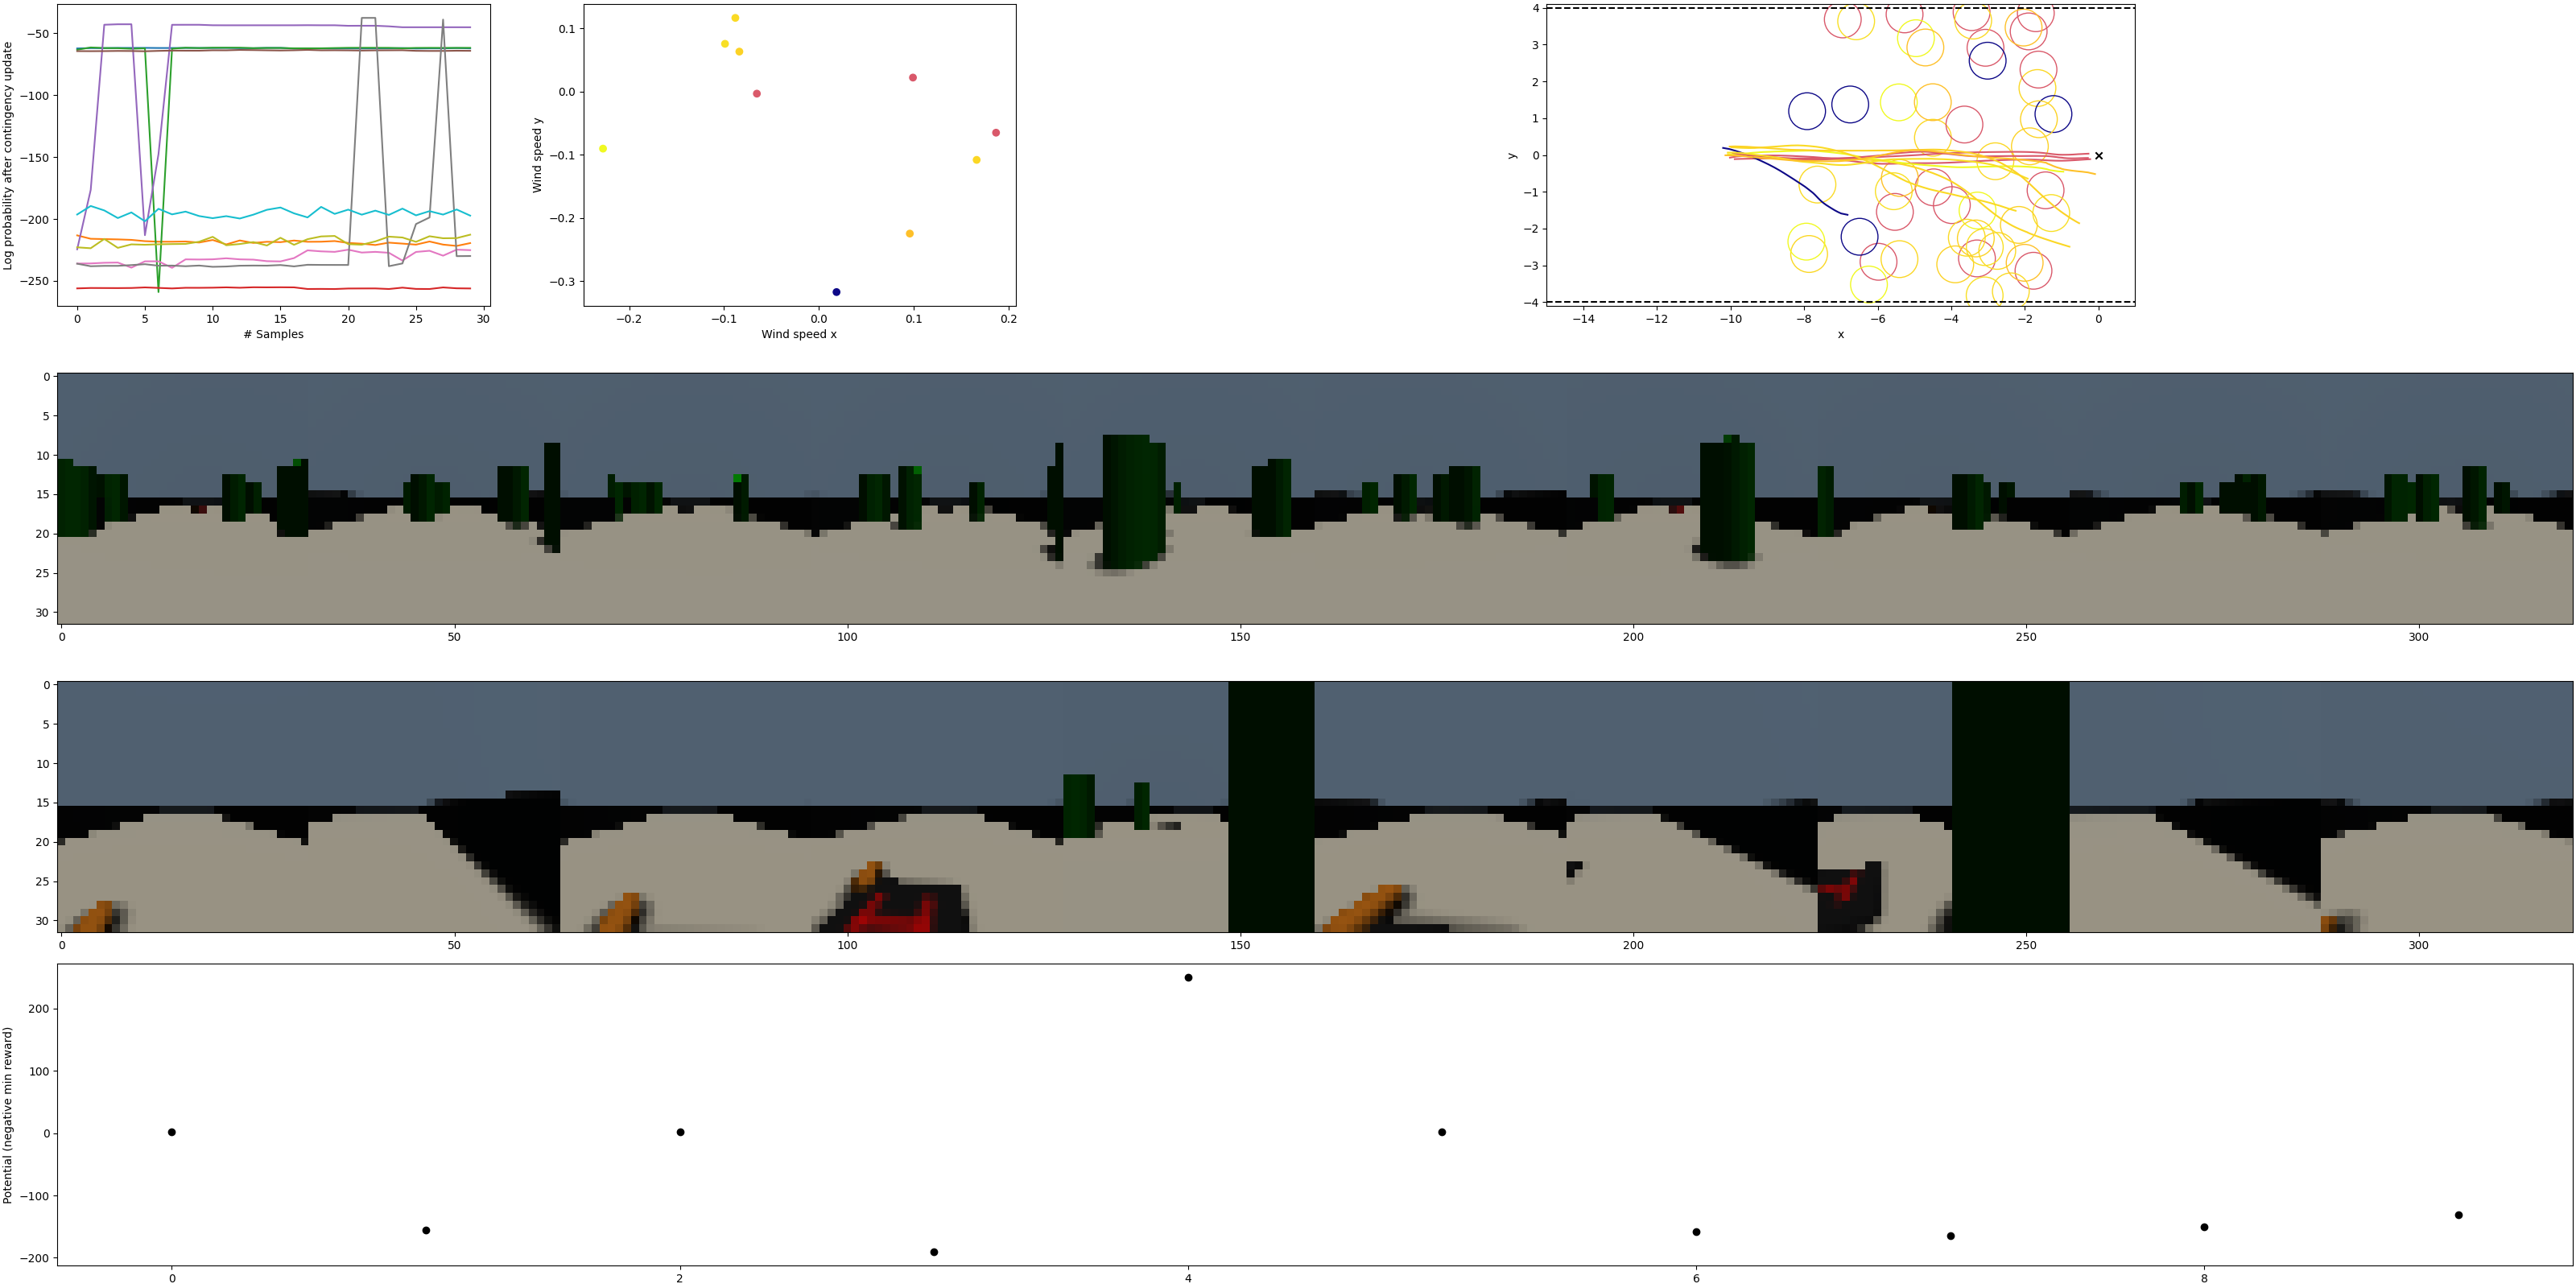 Log probability after contingency update
−50
−100
−150
−200
−250
0 5 10 15 20 25 30
# Samples
Wind speed y
0.1
0.0
−0.1
−0.2
−0.3
−0.2 −0.1 0.0 0.1 0.2
Wind speed x
y
4
3
2
1
0
−1
−2
−3
−4
−14 −12 −10 −8 −6 −4 −2 0
x
0
5
10
15
20
25
30
0 50 100 150 200 250 300
0
5
10
15
20
25
30
0 50 100 150 200 250 300
Potential (negative min reward)
200
100
0
−100
−200
0 2 4 6 8